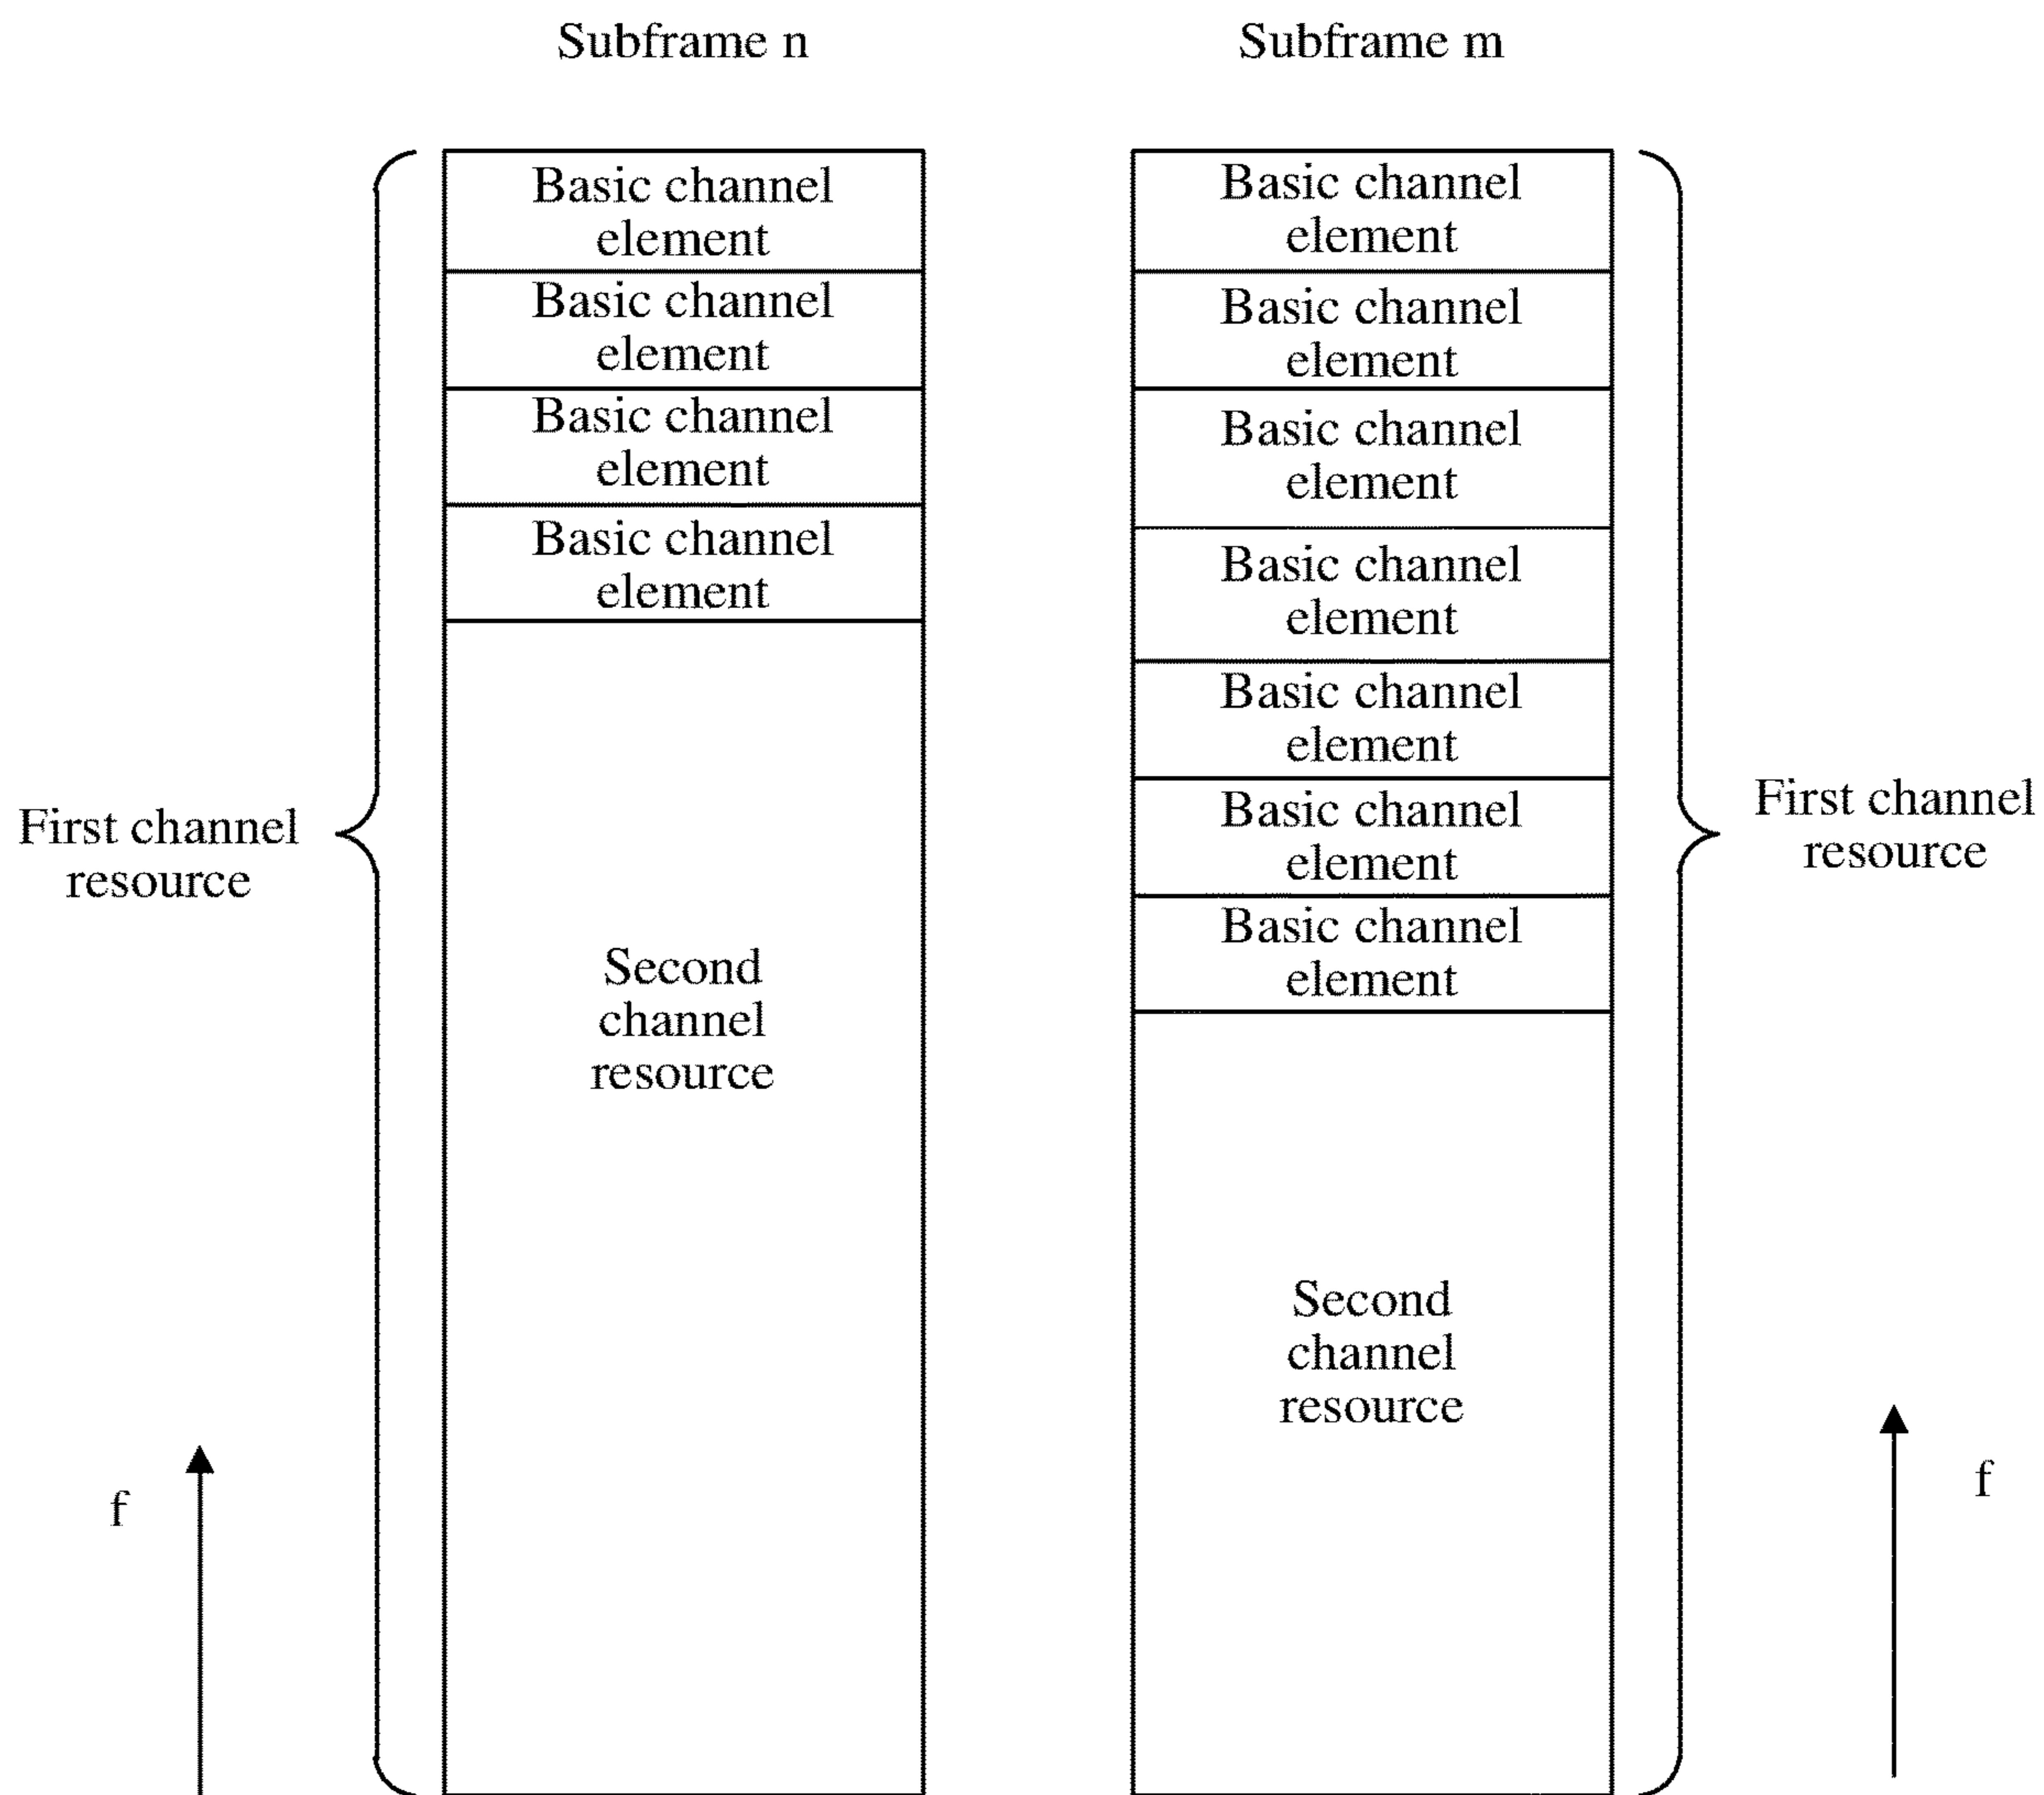 Subframe n
Subframe m
Basic channel
element
Basic channel
element
Basic channel
element
Basic channel
element
Second
channel
resource
First channel
resource
f
Basic channel
element
Basic channel
element
Basic channel
element
Basic channel
element
Basic channel
element
Basic channel
element
Basic channel
element
Second
channel
resource
First channel
resource
f